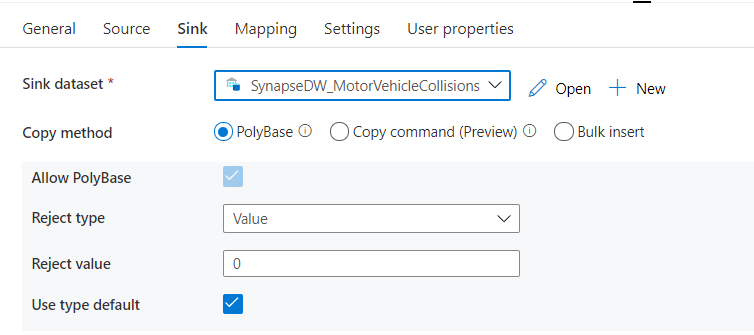 General Source Sink Mapping Settings User properties
Sink dataset * SynapseDW_MotorVehicleCollisions Open New
Copy method PolyBase Copy command (Preview) Bulk insert
Allow PolyBase
Reject type Value
Reject value 0
Use type default